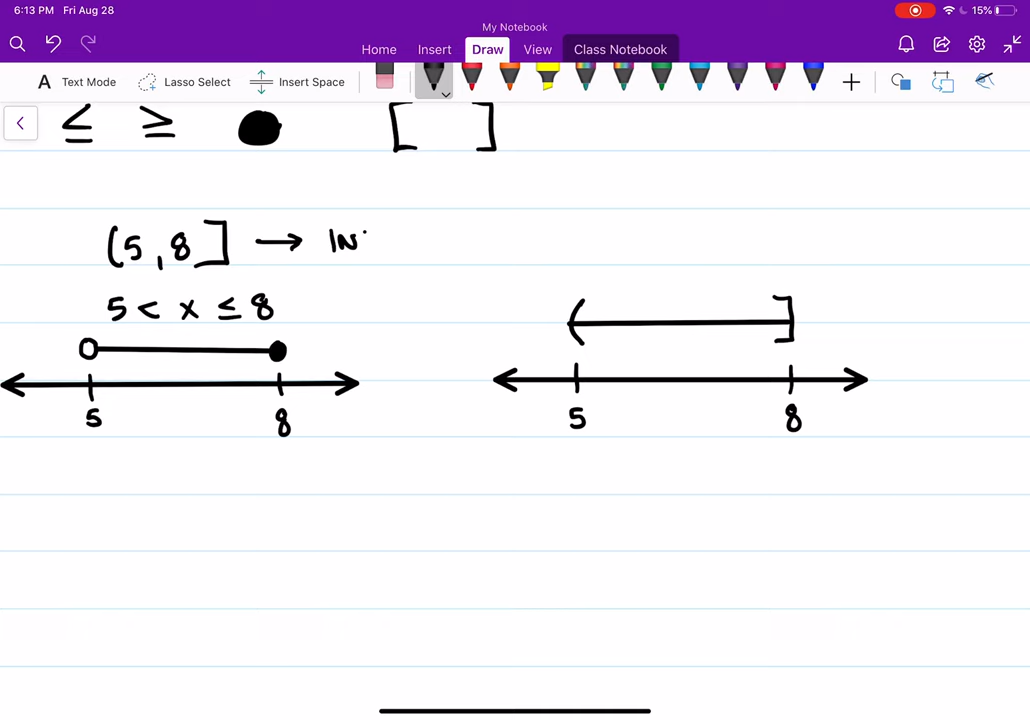 6:13 PM Fri Aug 28 15%
My Notebook
Home Insert Draw View Class Notebook
A Text Mode Lasso Select Insert Space
≤ ≥ ● [ ]
(5,8] → IN
5 < x ≤ 8
( ]
5 8 5 8